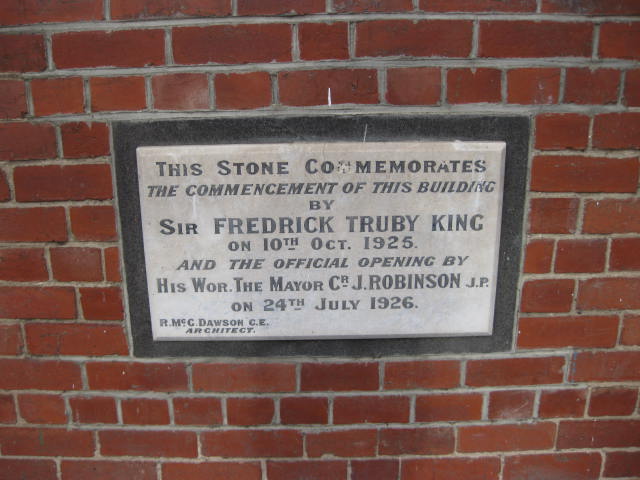 THIS STONE COMMEMORATES
THE COMMENCEMENT OF THIS BUILDING
BY
SIR FREDRICK TRUBY KING
ON 10TH OCT. 1925.
AND THE OFFICIAL OPENING BY
HIS WOR. THE MAYOR CR J. ROBINSON J.P.
ON 24TH JULY 1926.
R. MCC. DAWSON C.E.
ARCHITECT.